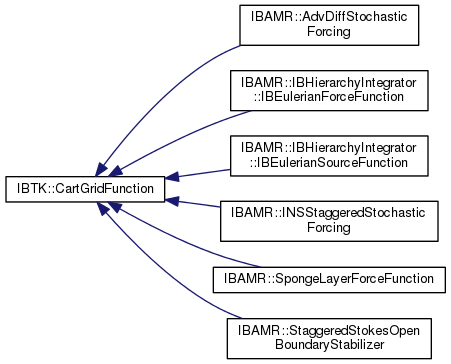 IBAMR::AdvDiffStochastic
Forcing
IBAMR::IBHierarchyIntegrator
::IBEulerianForceFunction
IBAMR::IBHierarchyIntegrator
::IBEulerianSourceFunction
IBTK::CartGridFunction
IBAMR::INSStaggeredStochastic
Forcing
IBAMR::SpongeLayerForceFunction
IBAMR::StaggeredStokesOpen
BoundaryStabilizer